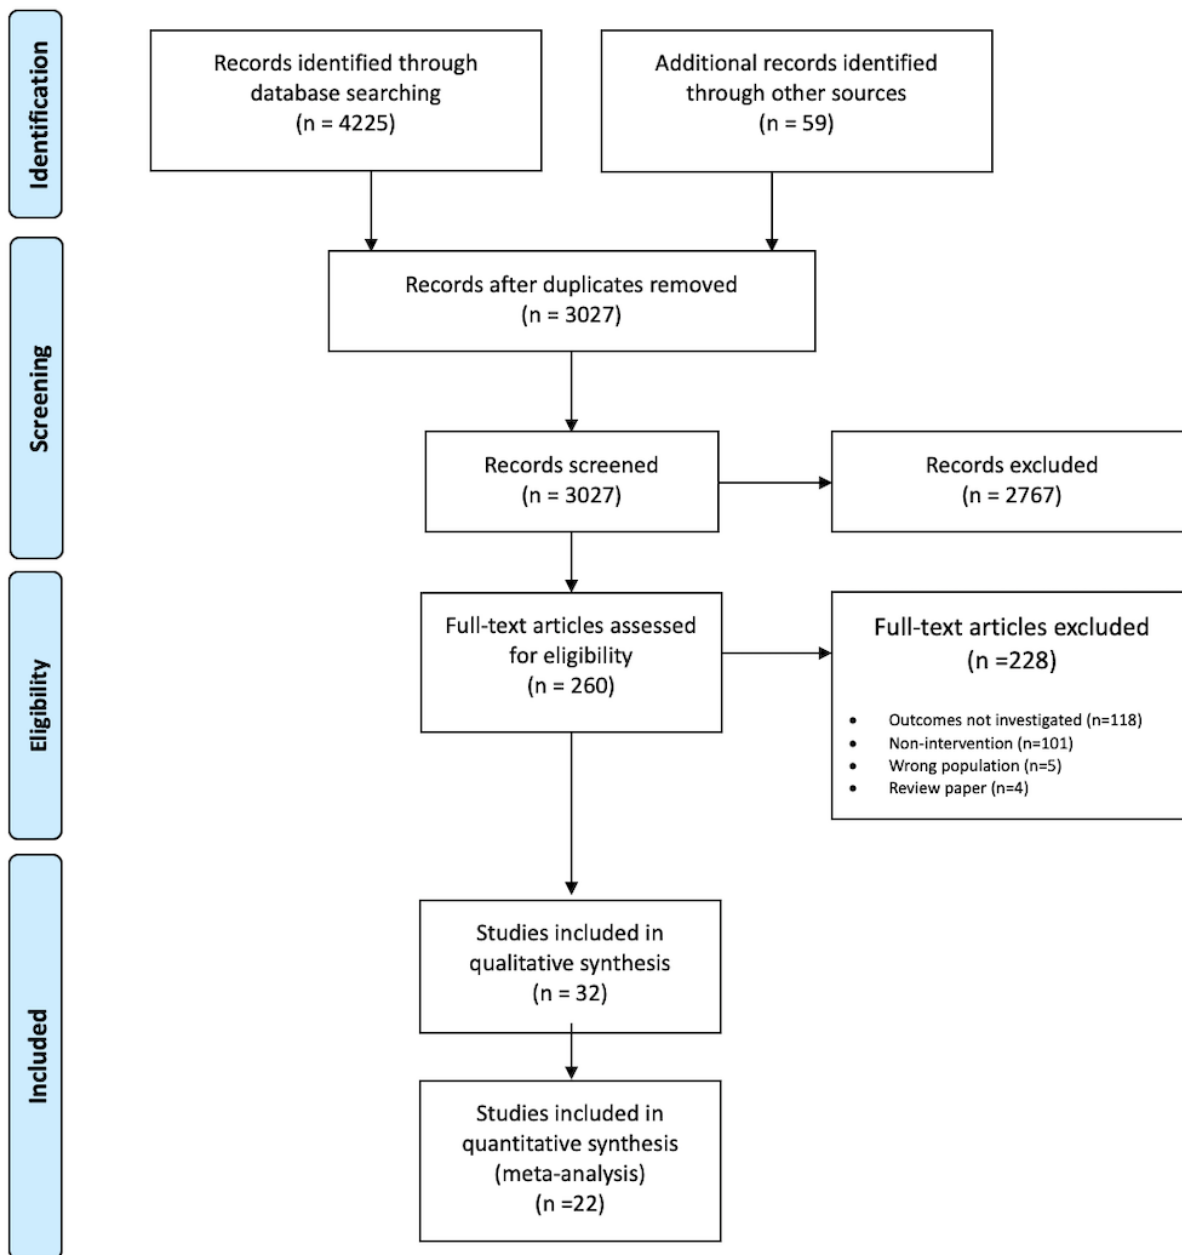 Identification
Records identified through
database searching
(n = 4225)
Additional records identified
through other sources
(n = 59)
Screening
Records after duplicates removed
(n = 3027)
Records screened
(n = 3027)
Records excluded
(n = 2767)
Eligibility
Full-text articles assessed
for eligibility
(n = 260)
Full-text articles excluded
(n =228)
• Outcomes not investigated (n=118)
• Non-intervention (n=101)
• Wrong population (n=5)
• Review paper (n=4)
Included
Studies included in
qualitative synthesis
(n = 32)
Studies included in
quantitative synthesis
(meta-analysis)
(n =22)